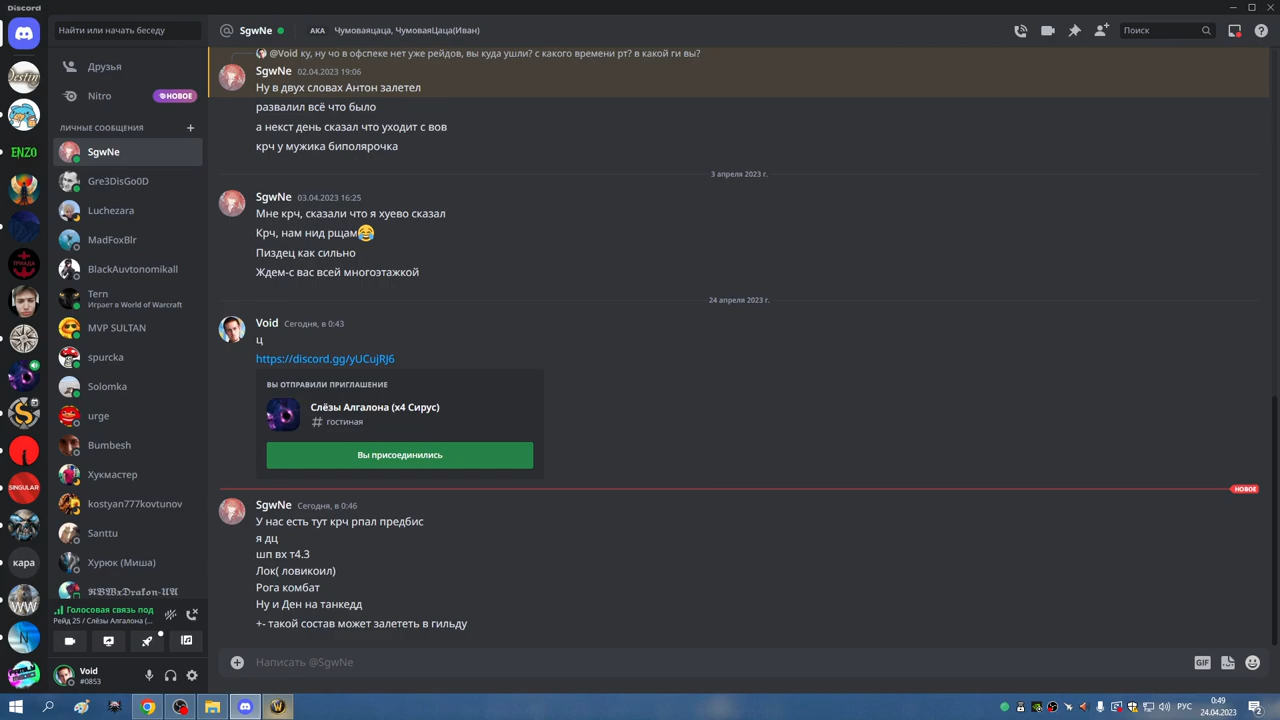 Discord
Найти или начать беседу
SgwNe
АКА
Чумоваяцаца, ЧумоваяЦаца(Иван)
Поиск
Destiny
ENZO
ТРИАДА
SINGULAR
кара
WW
N
Друзья
Nitro
НОВОЕ
ЛИЧНЫЕ СООБЩЕНИЯ
SgwNe
Gre3DisGo0D
Luchezara
MadFoxBlr
BlackAuvtonomikall
Tern
Играет в World of Warcraft
MVP SULTAN
spurcka
Solomka
urge
Bumbesh
Хукмастер
kostyan777kovtunov
Santtu
Хурюк (Миша)
Голосовая связь под
Рейд 25 / Слёзы Алгалона (...
Void
#0853
@Void ку, ну чо в офспеке нет уже рейдов, вы куда ушли? с какого времени рт? в какой ги вы?
SgwNe 02.04.2023 19:06
Ну в двух словах Антон залетел
развалил всё что было
а некст день сказал что уходит с вов
крч у мужика биполярочка
3 апреля 2023 г.
SgwNe 03.04.2023 16:25
Мне крч, сказали что я хуево сказал
Крч, нам нид рщам😂
Пиздец как сильно
Ждем-с вас всей многоэтажкой
24 апреля 2023 г.
Void Сегодня, в 0:43
ц
https://discord.gg/yUCujRJ6
ВЫ ОТПРАВИЛИ ПРИГЛАШЕНИЕ
Слёзы Алгалона (x4 Сирус)
гостиная
Вы присоединились
НОВОЕ
SgwNe Сегодня, в 0:46
У нас есть тут крч рпал предбис
я дц
шп вх т4.3
Лок( ловикоил)
Рога комбат
Ну и Ден на танкедд
+- такой состав может залететь в гильду
Написать @SgwNe
GIF
РУС
0:49
24.04.2023
2